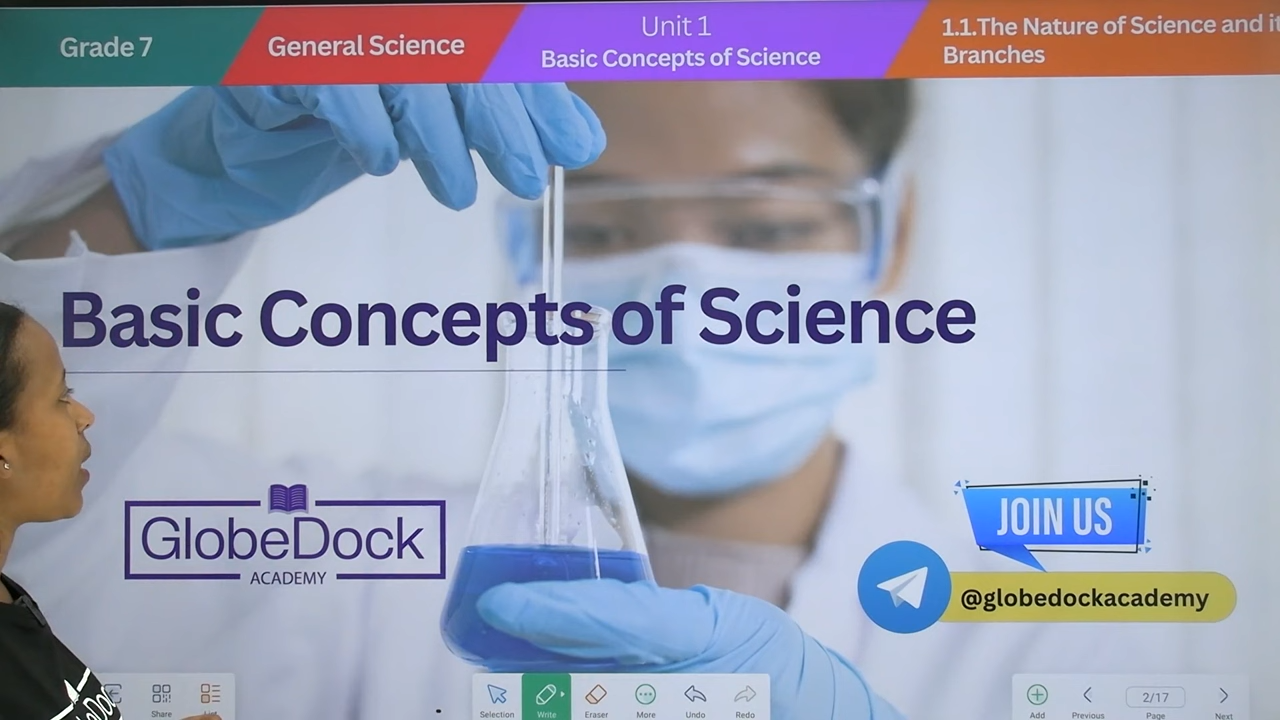 Grade 7
General Science
Unit 1
Basic Concepts of Science
1.1.The Nature of Science and
Branches
Basic Concepts of Science
GlobeDock
ACADEMY
JOIN US
@globedockacademy
Share
Selection
Write
Eraser
More
Undo
Redo
Add
Previous
2/17
Page
Next